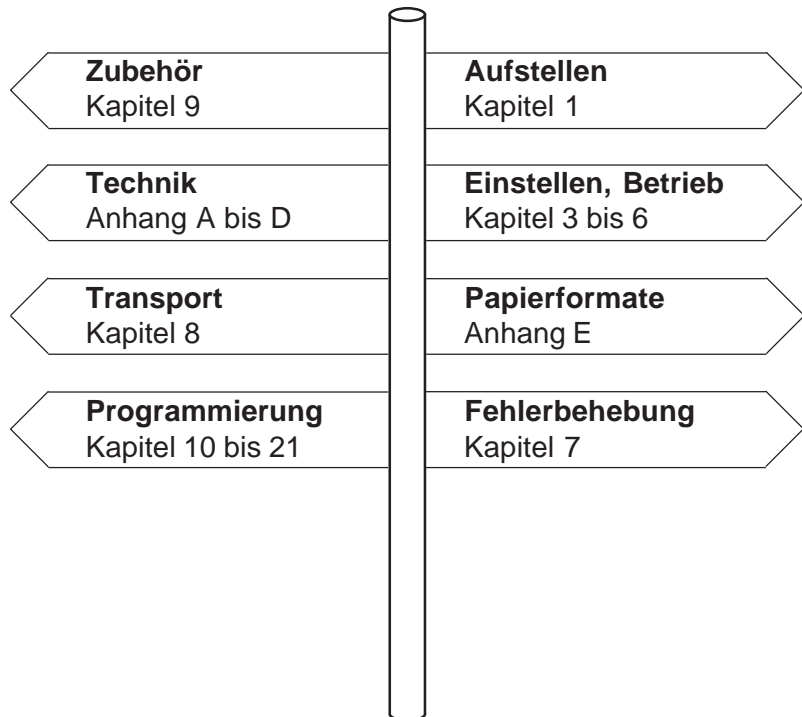 Zubehör
Kapitel 9
Aufstellen
Kapitel 1
Technik
Anhang A bis D
Einstellen, Betrieb
Kapitel 3 bis 6
Transport
Kapitel 8
Papierformate
Anhang E
Programmierung
Kapitel 10 bis 21
Fehlerbehebung
Kapitel 7